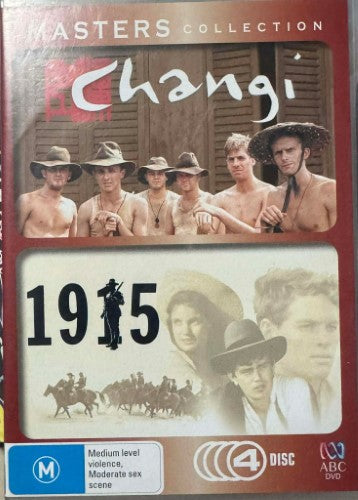 MASTERS COLLECTION
Changi
1915
M
Medium level
violence,
Moderate sex
scene
4 DISC
ABC
DVD